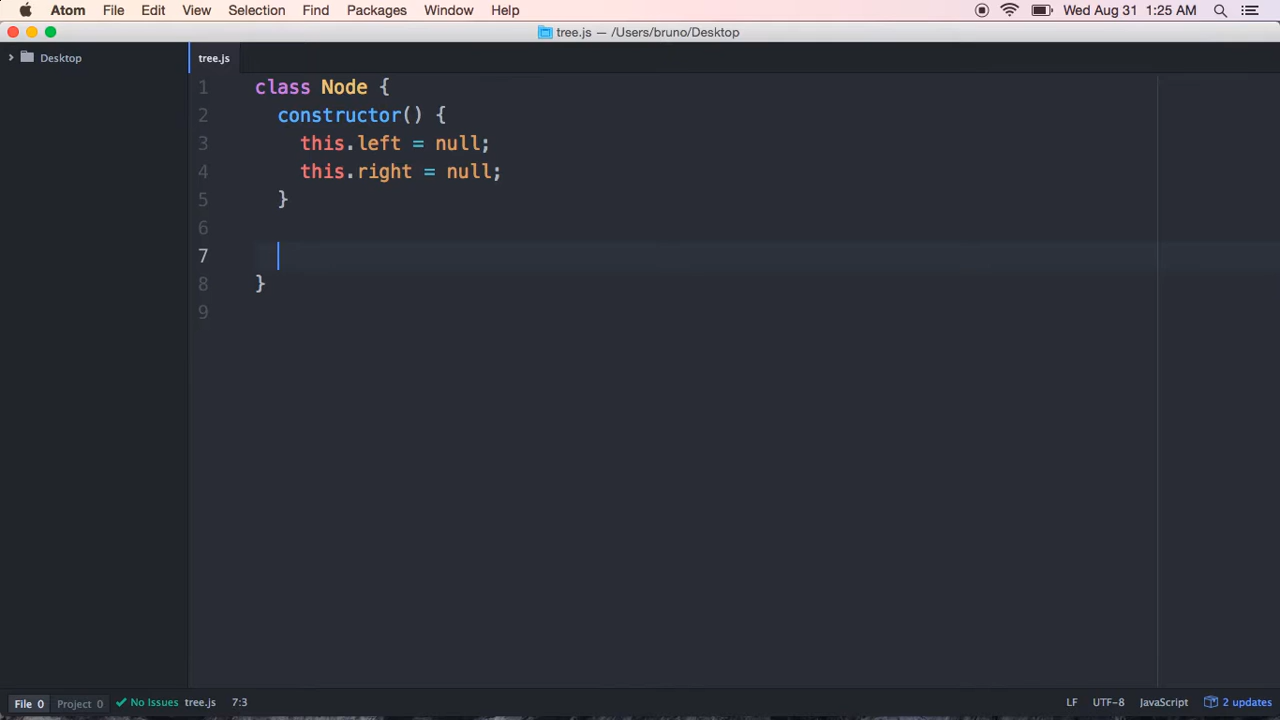 Atom File Edit View Selection Find Packages Window Help Wed Aug 31 1:25 AM
tree.js — /Users/bruno/Desktop
Desktop
tree.js
1 class Node {
2 constructor() {
3 this.left = null;
4 this.right = null;
5 }
6
7
8 }
9
File 0 Project 0 No Issues tree.js 7:3 LF UTF-8 JavaScript 2 updates